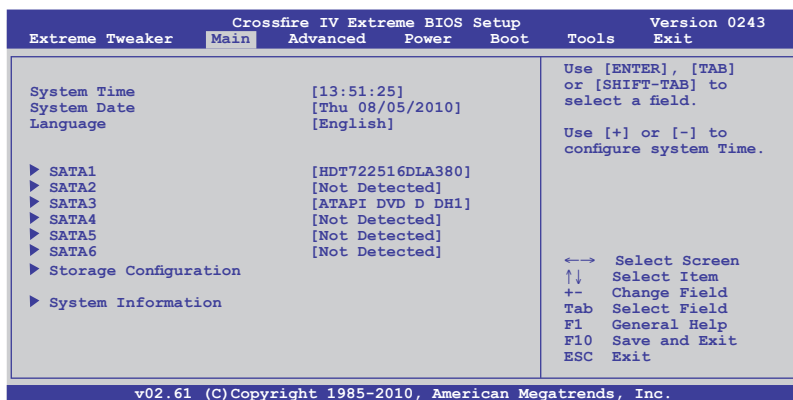 Crossfire IV Extreme BIOS Setup Version 0243
Extreme Tweaker Main Advanced Power Boot Tools Exit
System Time [13:51:25]
System Date [Thu 08/05/2010]
Language [English]
SATA1 [HDT722516DLA380]
SATA2 [Not Detected]
SATA3 [ATAPI DVD D DH1]
SATA4 [Not Detected]
SATA5 [Not Detected]
SATA6 [Not Detected]
Storage Configuration
System Information
Use [ENTER], [TAB]
or [SHIFT-TAB] to
select a field.
Use [+] or [-] to
configure system Time.
←→ Select Screen
↑↓ Select Item
+- Change Field
Tab Select Field
F1 General Help
F10 Save and Exit
ESC Exit
v02.61 (C)Copyright 1985-2010, American Megatrends, Inc.